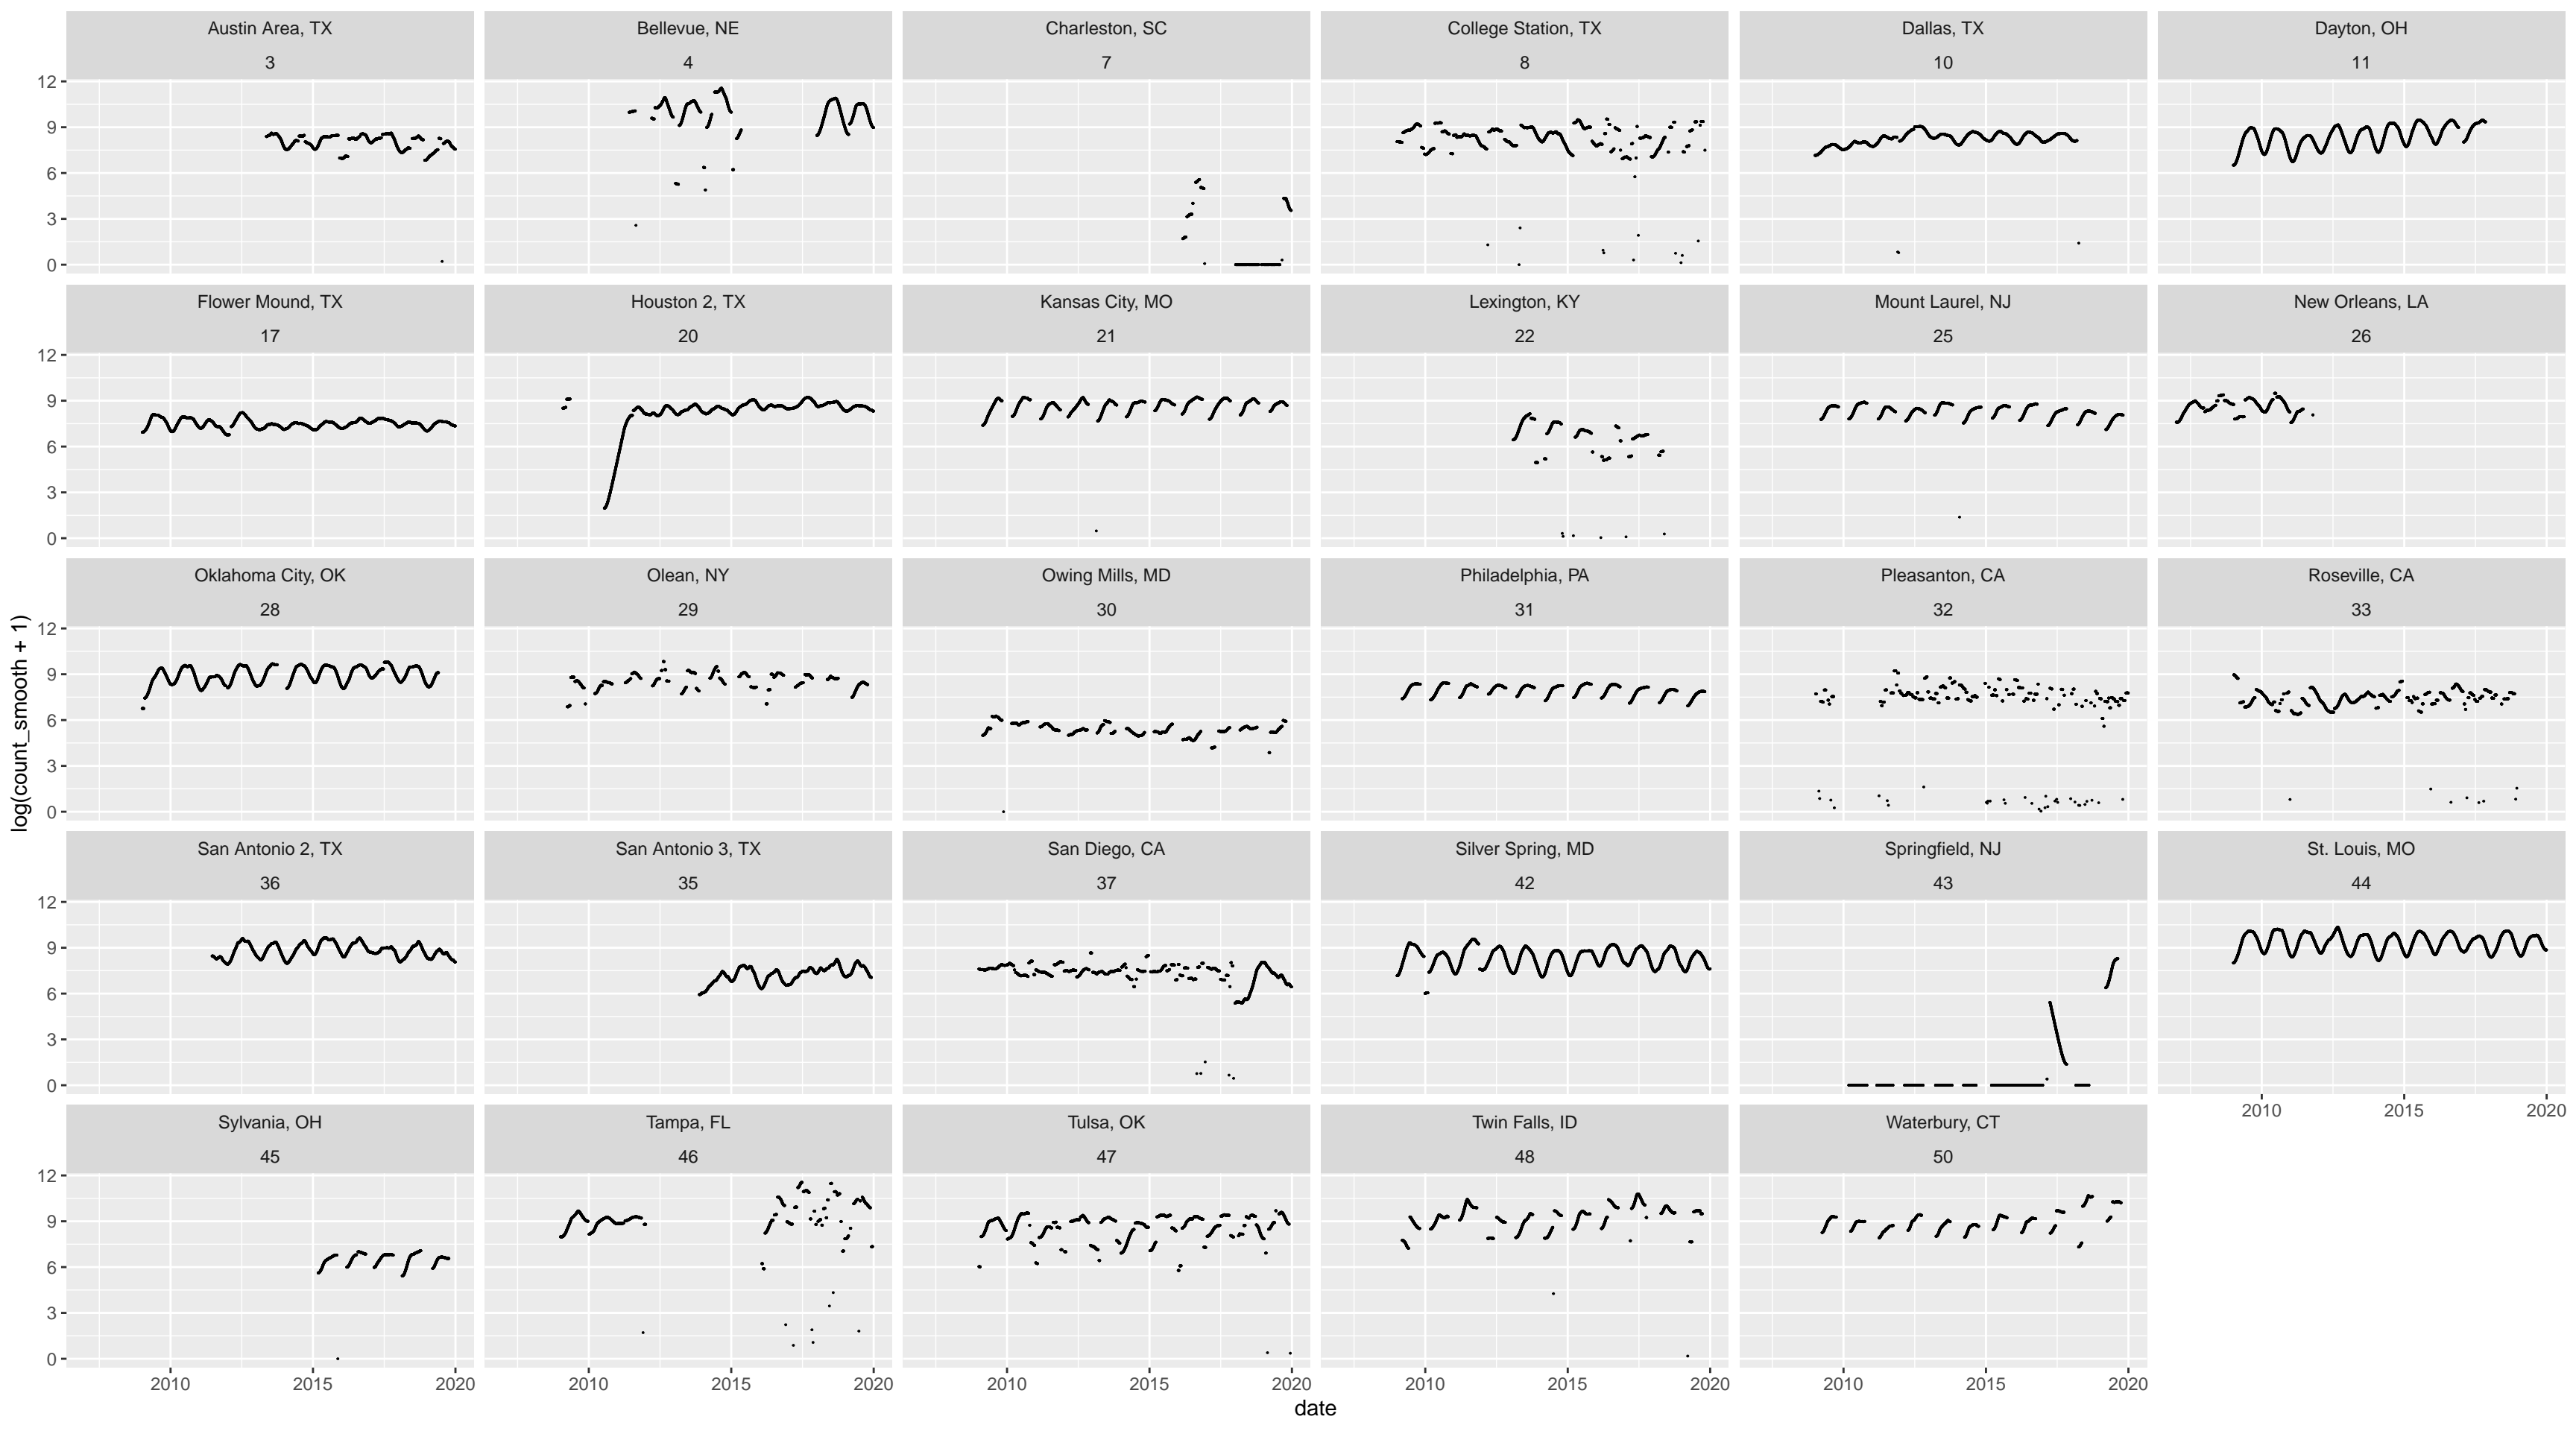 Austin Area, TX
3
Bellevue, NE
4
Charleston, SC
7
College Station, TX
8
Dallas, TX
10
Dayton, OH
11
12
9
6
3
0
Flower Mound, TX
17
Houston 2, TX
20
Kansas City, MO
21
Lexington, KY
22
Mount Laurel, NJ
25
New Orleans, LA
26
12
9
6
3
0
Oklahoma City, OK
28
Olean, NY
29
Owing Mills, MD
30
Philadelphia, PA
31
Pleasanton, CA
32
Roseville, CA
33
12
9
6
3
0
log(count_smooth + 1)
San Antonio 2, TX
36
San Antonio 3, TX
35
San Diego, CA
37
Silver Spring, MD
42
Springfield, NJ
43
St. Louis, MO
44
12
9
6
3
0
2010 2015 2020
Sylvania, OH
45
Tampa, FL
46
Tulsa, OK
47
Twin Falls, ID
48
Waterbury, CT
50
12
9
6
3
0
2010 2015 2020
2010 2015 2020
2010 2015 2020
2010 2015 2020
2010 2015 2020
date